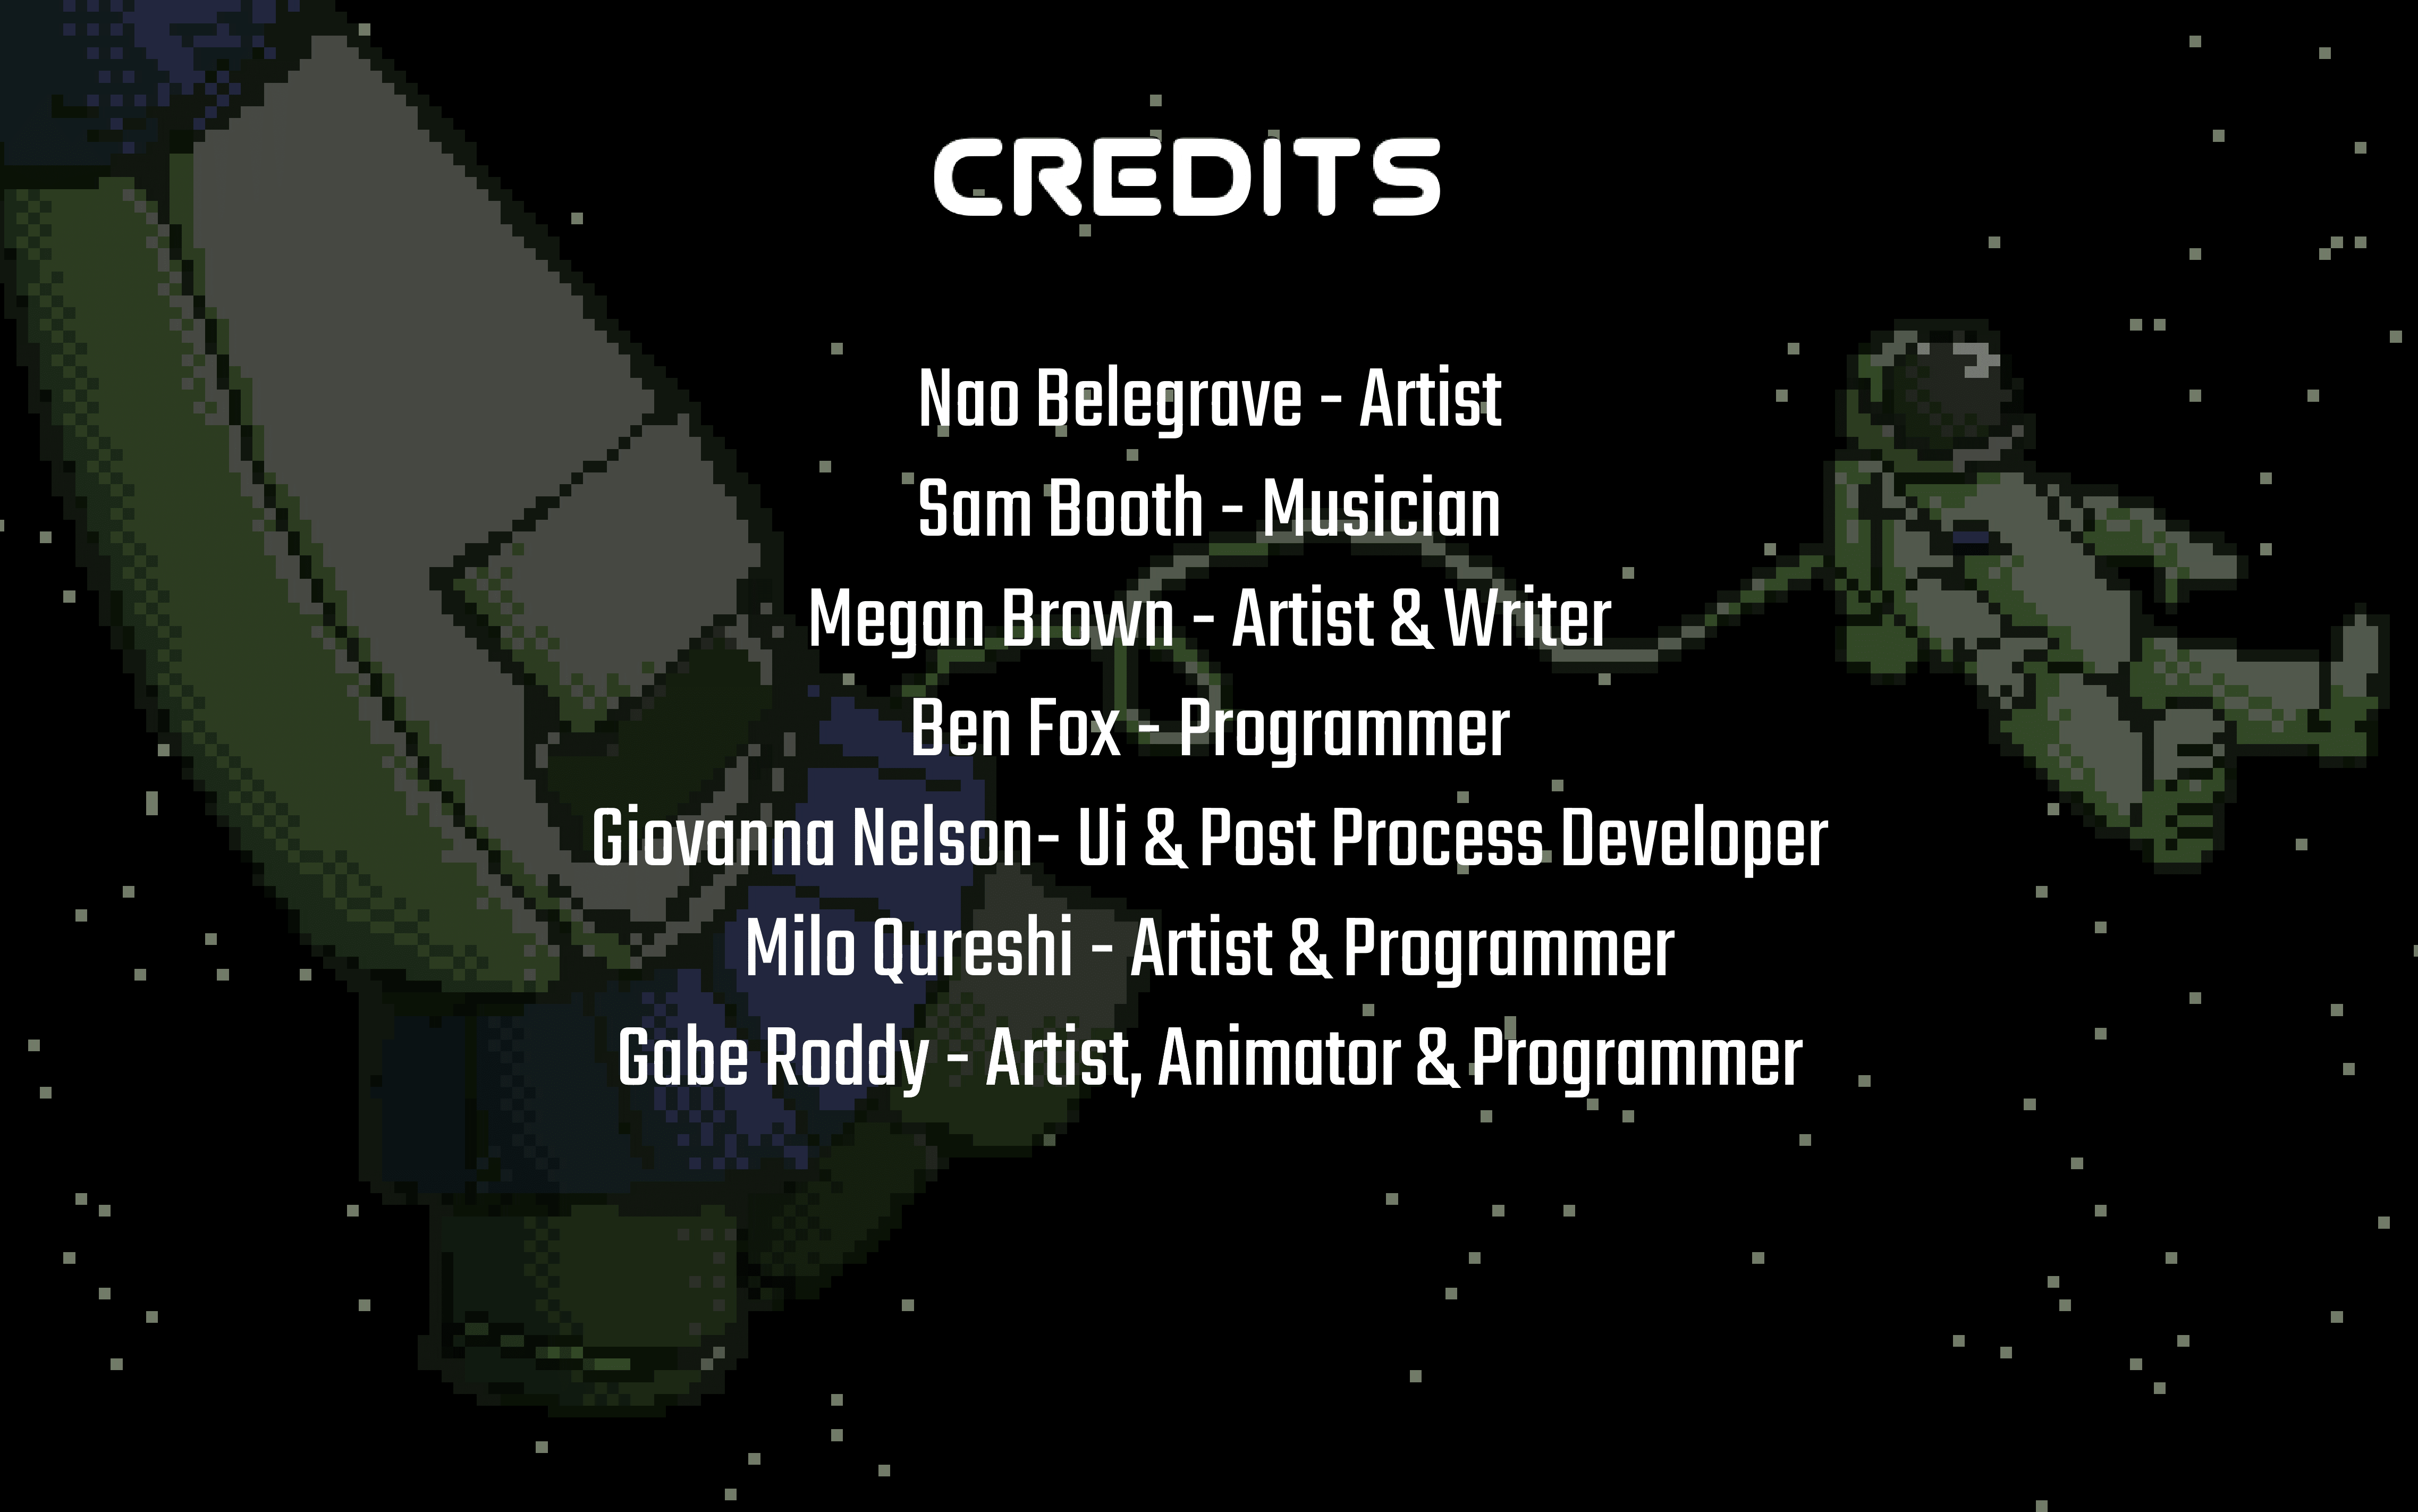 CREDITS
Nao Belegrave - Artist
Sam Booth - Musician
Megan Brown - Artist & Writer
Ben Fox - Programmer
Giovanna Nelson- Ui & Post Process Developer
Milo Qureshi - Artist & Programmer
Gabe Roddy - Artist, Animator & Programmer